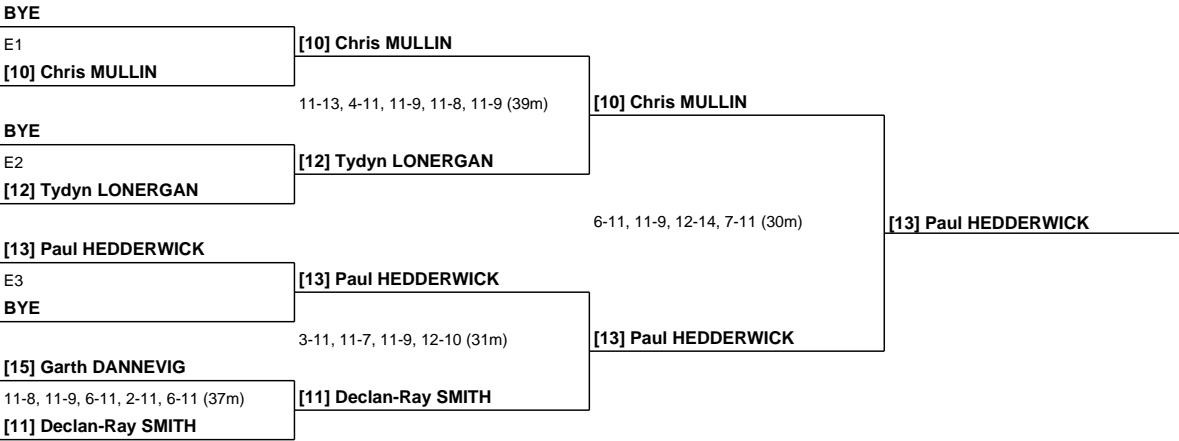 BYE
E1
[10] Chris MULLIN
BYE
E2
[12] Tydyn LONERGAN
[13] Paul HEDDERWICK
E3
BYE
[15] Garth DANNEVIG
11-8, 11-9, 6-11, 2-11, 6-11 (37m)
[11] Declan-Ray SMITH
[10] Chris MULLIN
11-13, 4-11, 11-9, 11-8, 11-9 (39m)
[12] Tydyn LONERGAN
[13] Paul HEDDERWICK
3-11, 11-7, 11-9, 12-10 (31m)
[11] Declan-Ray SMITH
[10] Chris MULLIN
6-11, 11-9, 12-14, 7-11 (30m)
[13] Paul HEDDERWICK
[13] Paul HEDDERWICK